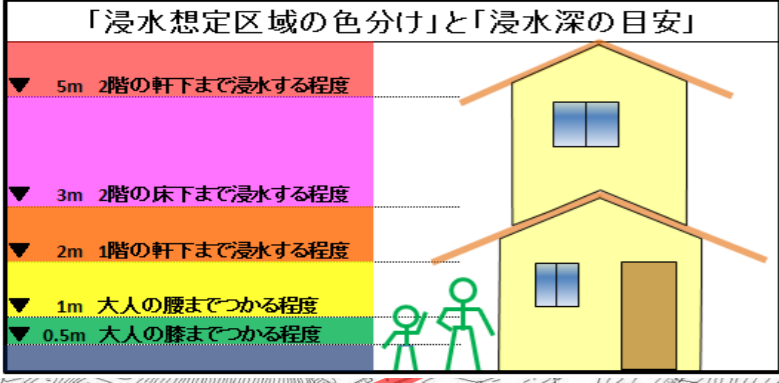 「浸水想定区域の色分け」と「浸水深の目安」
▼ 5m 2階の軒下まで浸水する程度
▼ 3m 2階の床下まで浸水する程度
▼ 2m 1階の軒下まで浸水する程度
▼ 1m 大人の腰までつかる程度
▼ 0.5m 大人の膝までつかる程度